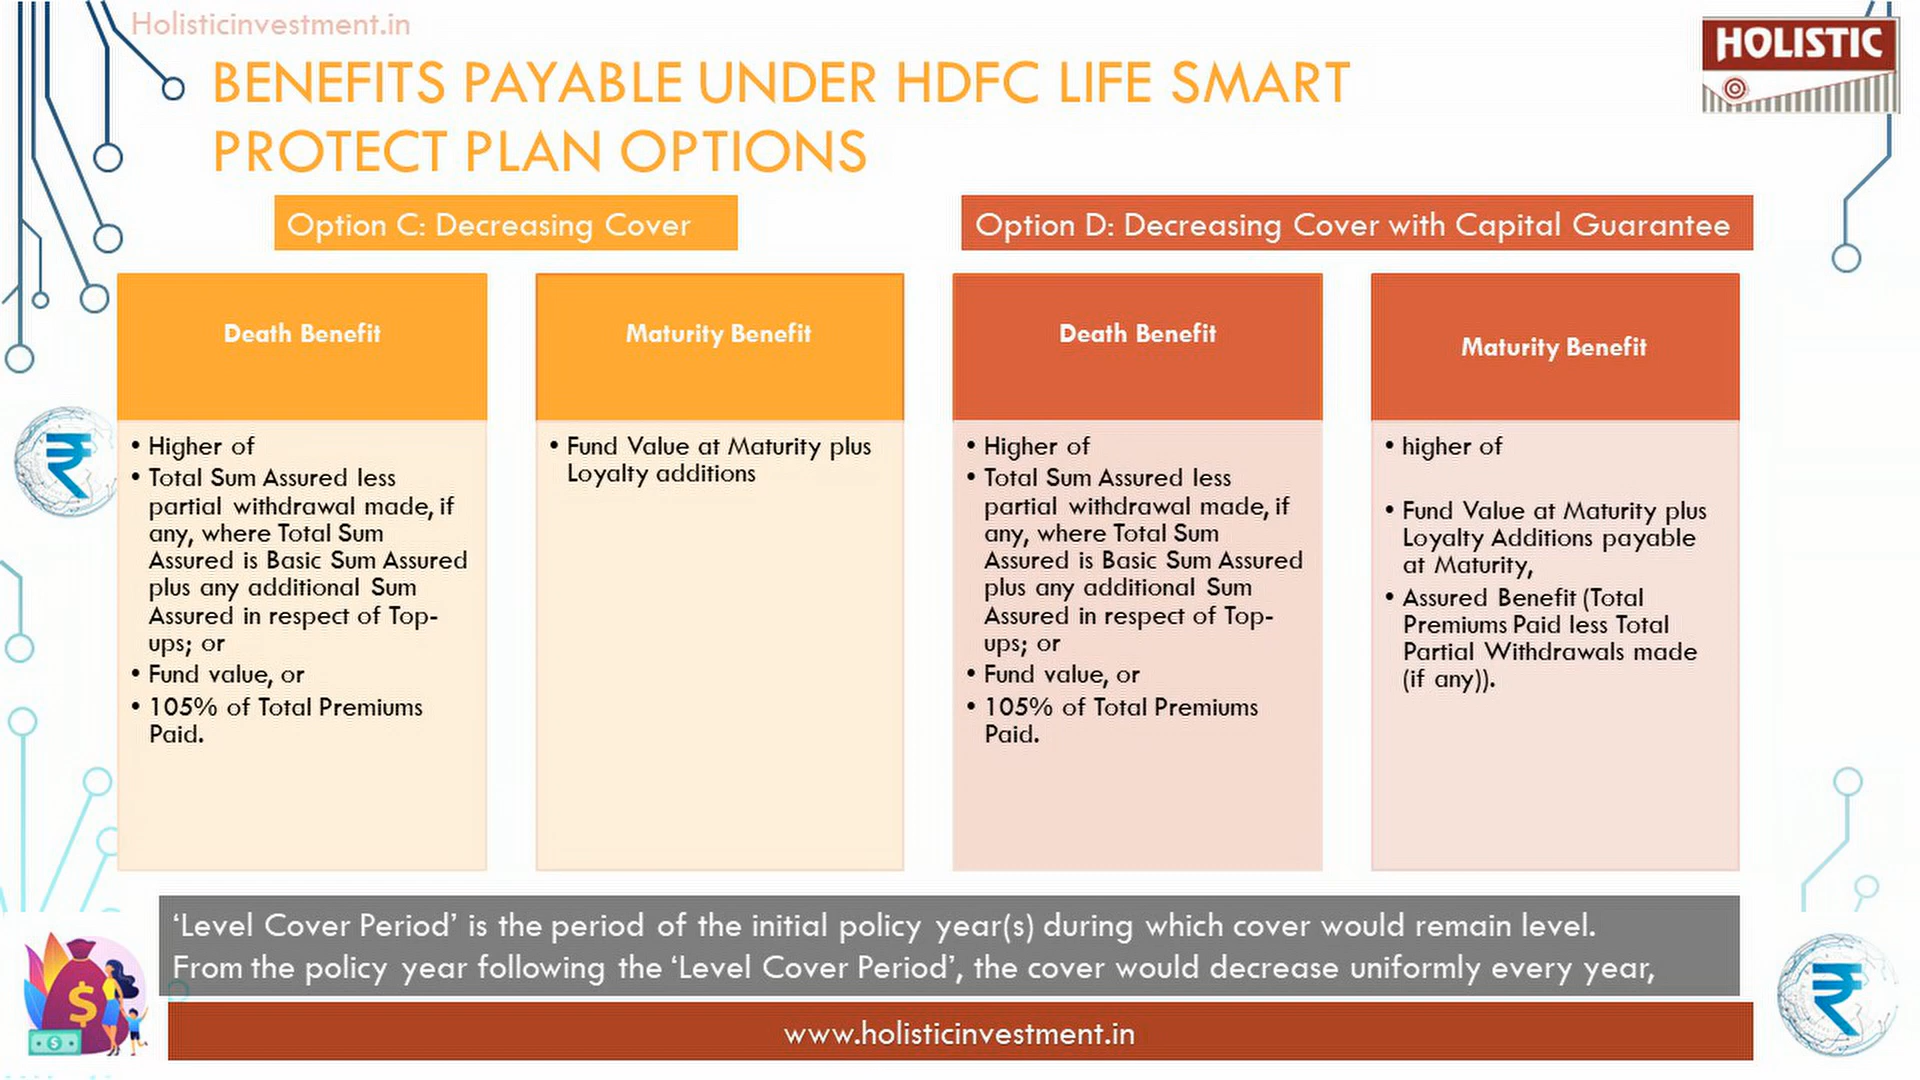 Holisticinvestment.in
HOLISTIC
BENEFITS PAYABLE UNDER HDFC LIFE SMART
PROTECT PLAN OPTIONS
Option C: Decreasing Cover
Death Benefit
• Higher of
• Total Sum Assured less
partial withdrawal made, if
any, where Total Sum
Assured is Basic Sum Assured
plus any additional Sum
Assured in respect of Top-
ups; or
• Fund value, or
• 105% of Total Premiums
Paid.
Maturity Benefit
• Fund Value at Maturity plus
Loyalty additions
Option D: Decreasing Cover with Capital Guarantee
Death Benefit
• Higher of
• Total Sum Assured less
partial withdrawal made, if
any, where Total Sum
Assured is Basic Sum Assured
plus any additional Sum
Assured in respect of Top-
ups; or
• Fund value, or
• 105% of Total Premiums
Paid.
Maturity Benefit
• higher of
• Fund Value at Maturity plus
Loyalty Additions payable
at Maturity,
• Assured Benefit (Total
Premiums Paid less Total
Partial Withdrawals made
(if any)).
‘Level Cover Period’ is the period of the initial policy year(s) during which cover would remain level.
From the policy year following the ‘Level Cover Period’, the cover would decrease uniformly every year,
www.holisticinvestment.in